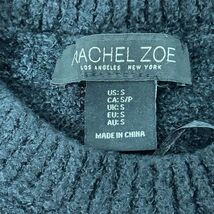 RACHEL ZOE
LOS ANGELES NEW YORK
US: S
CA: S/P
UK: S
EU: S
AU: S
MADE IN CHINA